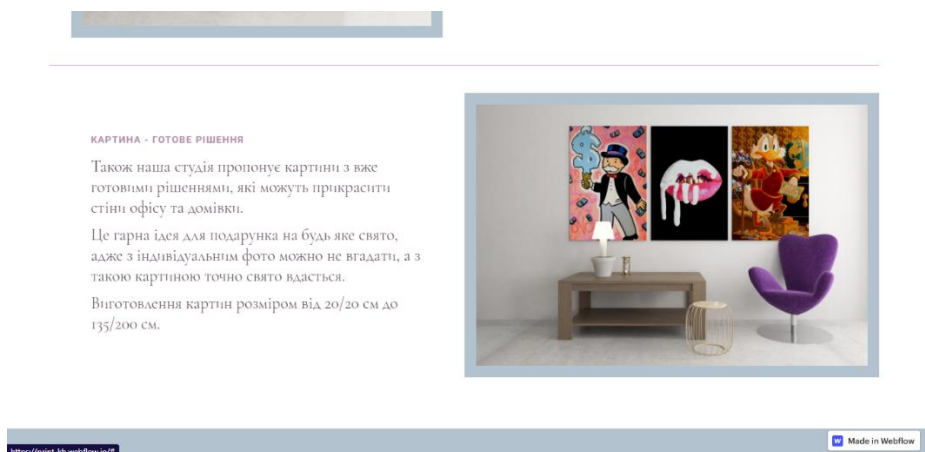 КАРТИНА - ГОТОВЕ РІШЕННЯ
Також наша студія пропонує картини з вже
готовими рішеннями, які можуть прикрасити
стіни офісу та домівки.
Це гарна ідея для подарунка на будь яке свято,
адже з індивідуальним фото можно не вгадати, а з
такою картиною точно свято вдасться.
Виготовлення картин розміром від 20/20 см до
135/200 см.
Made in Webflow